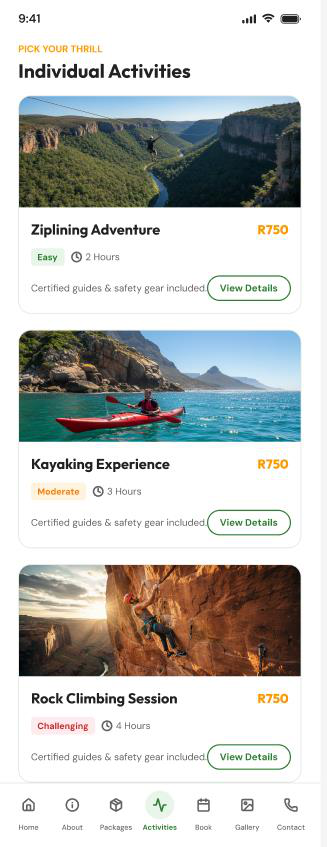 9:41
PICK YOUR THRILL
Individual Activities
Ziplining Adventure R750
Easy 2 Hours
Certified guides & safety gear included. View Details
Kayaking Experience R750
Moderate 3 Hours
Certified guides & safety gear included. View Details
Rock Climbing Session R750
Challenging 4 Hours
Certified guides & safety gear included. View Details
Home About Packages Activities Book Gallery Contact